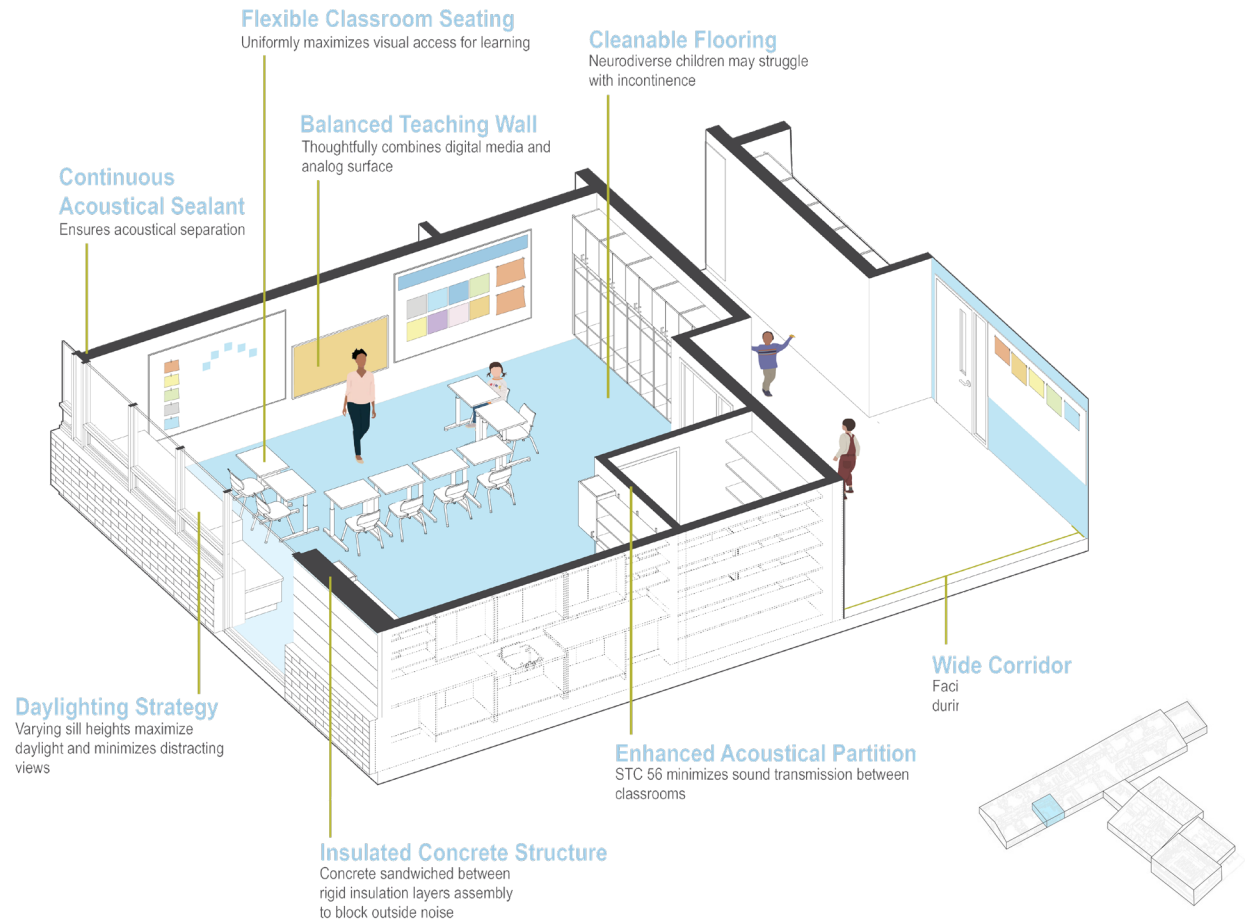 Flexible Classroom Seating
Uniformly maximizes visual access for learning
Cleanable Flooring
Neurodiverse children may struggle
with incontinence
Balanced Teaching Wall
Thoughtfully combines digital media and
analog surface
Continuous
Acoustical Sealant
Ensures acoustical separation
Wide Corridor
Daylighting Strategy
Varying sill heights maximize
daylight and minimizes distracting
views
Enhanced Acoustical Partition
STC 56 minimizes sound transmission between
classrooms
Insulated Concrete Structure
Concrete sandwiched between
rigid insulation layers assembly
to block outside noise